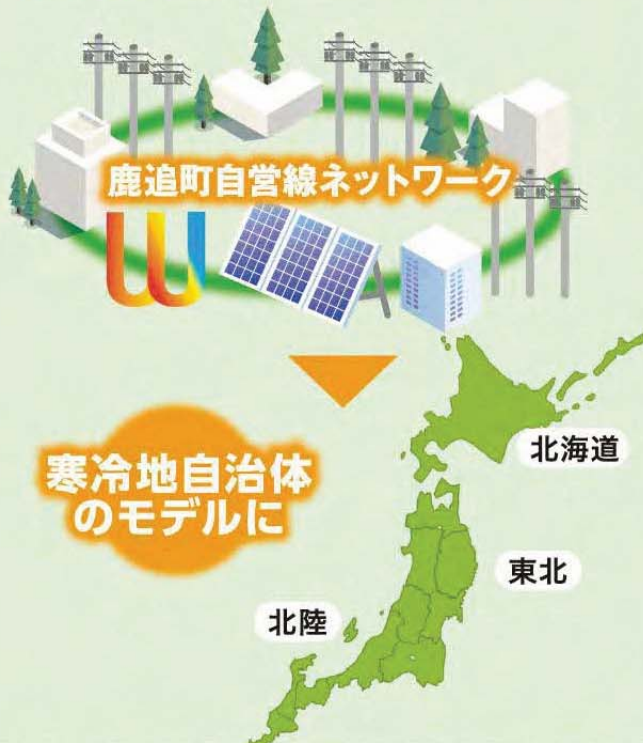 鹿追町自営線ネットワーク
寒冷地自治体
のモデルに
北海道
東北
北陸